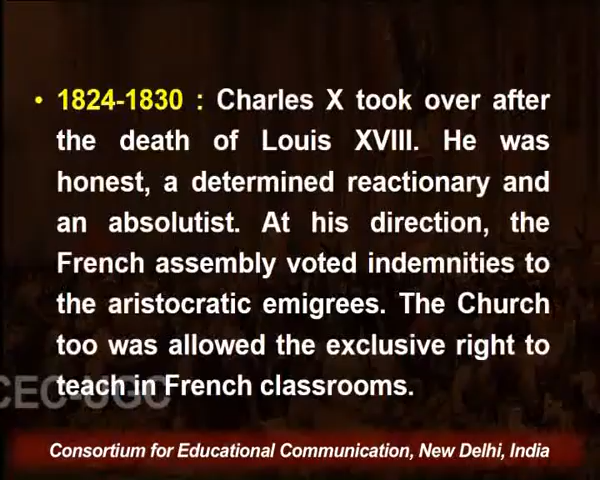 • 1824-1830 : Charles X took over after
the death of Louis XVIII. He was
honest, a determined reactionary and
an absolutist. At his direction, the
French assembly voted indemnities to
the aristocratic emigrees. The Church
too was allowed the exclusive right to
teach in French classrooms.
CEC-UGC
Consortium for Educational Communication, New Delhi, India